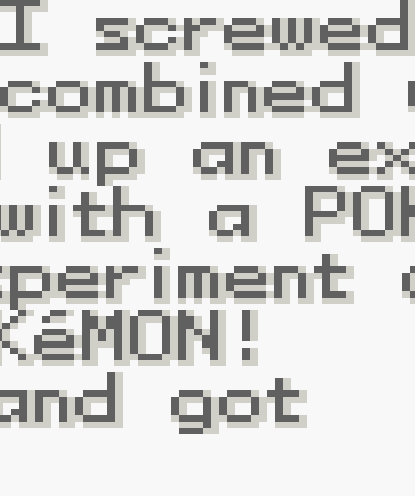 I screwed
combined
up an ex
with a POK
periment
KéMON!
and got